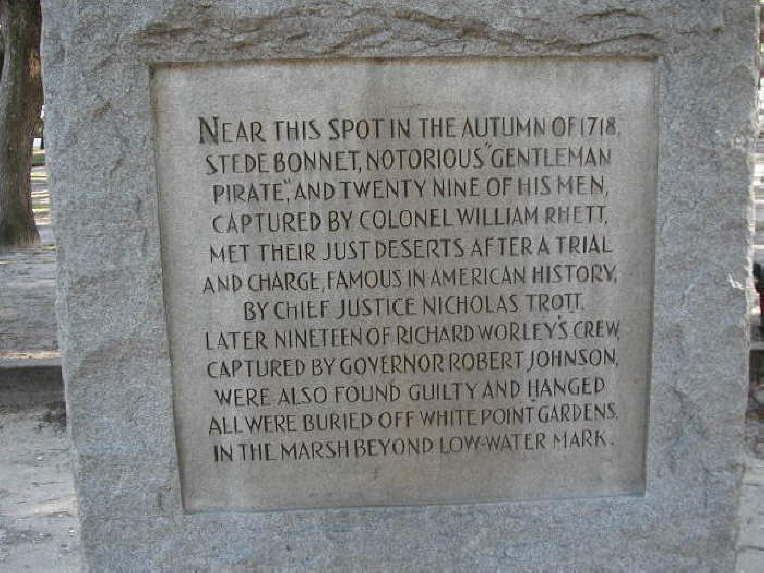 NEAR THIS SPOT IN THE AUTUMN OF 1718,
STEDE BONNET, NOTORIOUS "GENTLEMAN
PIRATE", AND TWENTY NINE OF HIS MEN,
CAPTURED BY COLONEL WILLIAM RHETT,
MET THEIR JUST DESERTS AFTER A TRIAL
AND CHARGE, FAMOUS IN AMERICAN HISTORY,
BY CHIEF JUSTICE NICHOLAS TROTT.
LATER NINETEEN OF RICHARD WORLEY'S CREW,
CAPTURED BY GOVERNOR ROBERT JOHNSON,
WERE ALSO FOUND GUILTY AND HANGED
ALL WERE BURIED OFF WHITE POINT GARDENS,
IN THE MARSH BEYOND LOW-WATER MARK.